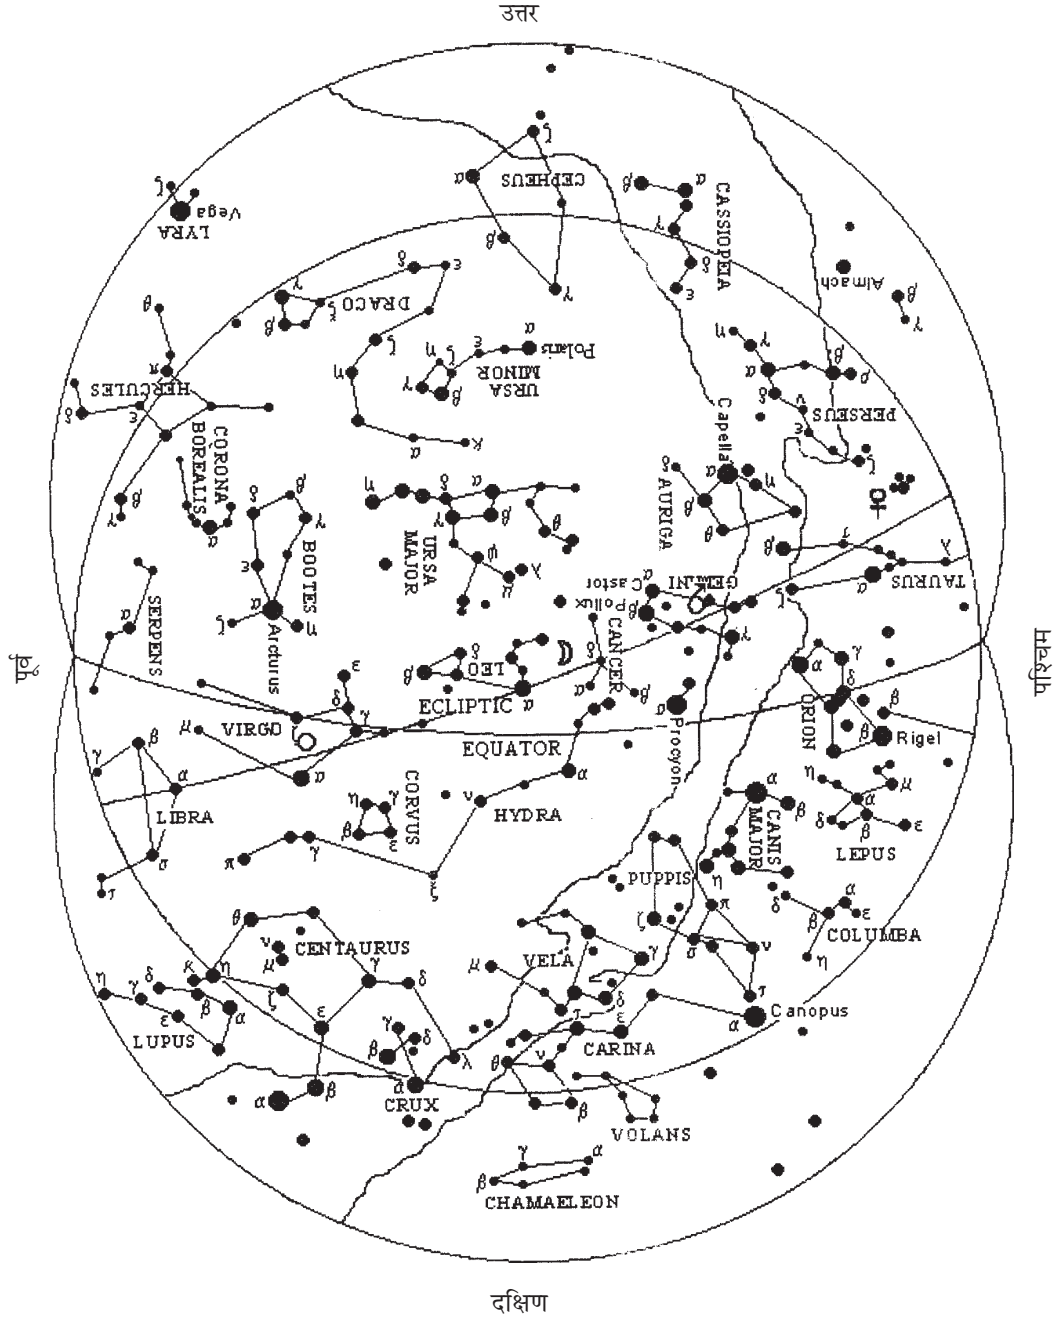 उत्तर
ζ
α
CEPHEUS
β
γ
β
α
CASSIOPEIA
γ
δ
ε
ζ
Vega
LYRA
Almach
β
γ
δ
ε
γ
DRACO
ξ
β
ζ
η
α
κ
α
Polaris
ε
ζ
η
URSA
MINOR
γ
β
θ
π
HERCULES
δ
ε
β
γ
η
γ
α
β
ρ
δ
ν
PERSEUS
ε
ζ
CORONA
BOREALIS
α
δ
β
γ
BOOTES
ε
α
ζ
η
Arcturus
η
δ
α
γ
β
URSA
MAJOR
θ
ψ
λ
μ
Capella
α
δ
η
β
θ
AURIGA
β
τ
λ
ζ
α
TAURUS
♀
SERPENS
α
Castor
α
Pollux
β
GEMINI
γ
CANCER
δ
α
β
LEO
δ
β
α
पूर्व
पश्चिम
ECLIPTIC
EQUATOR
VIRGO
ε
δ
γ
μ
α
Procyon
α
ORION
α
γ
δ
β
β
Rigel
β
γ
α
LIBRA
σ
τ
CORVUS
η
γ
β
ε
HYDRA
α
ν
ξ
γ
π
α
β
CANIS
MAJOR
η
η
μ
α
δ
β
ε
LEPUS
PUPPIS
ζ
π
σ
ν
τ
δ
α
β
ε
COLUMBA
η
θ
ν
CENTAURUS
μ
κ
η
ζ
γ
δ
ε
λ
η
γ
δ
β
α
ε
LUPUS
α
β
VELA
μ
γ
δ
τ
ε
α
Canopus
CARINA
θ
ν
β
γ
δ
β
α
CRUX
VOLANS
γ
α
β
CHAMAELEON
दक्षिण